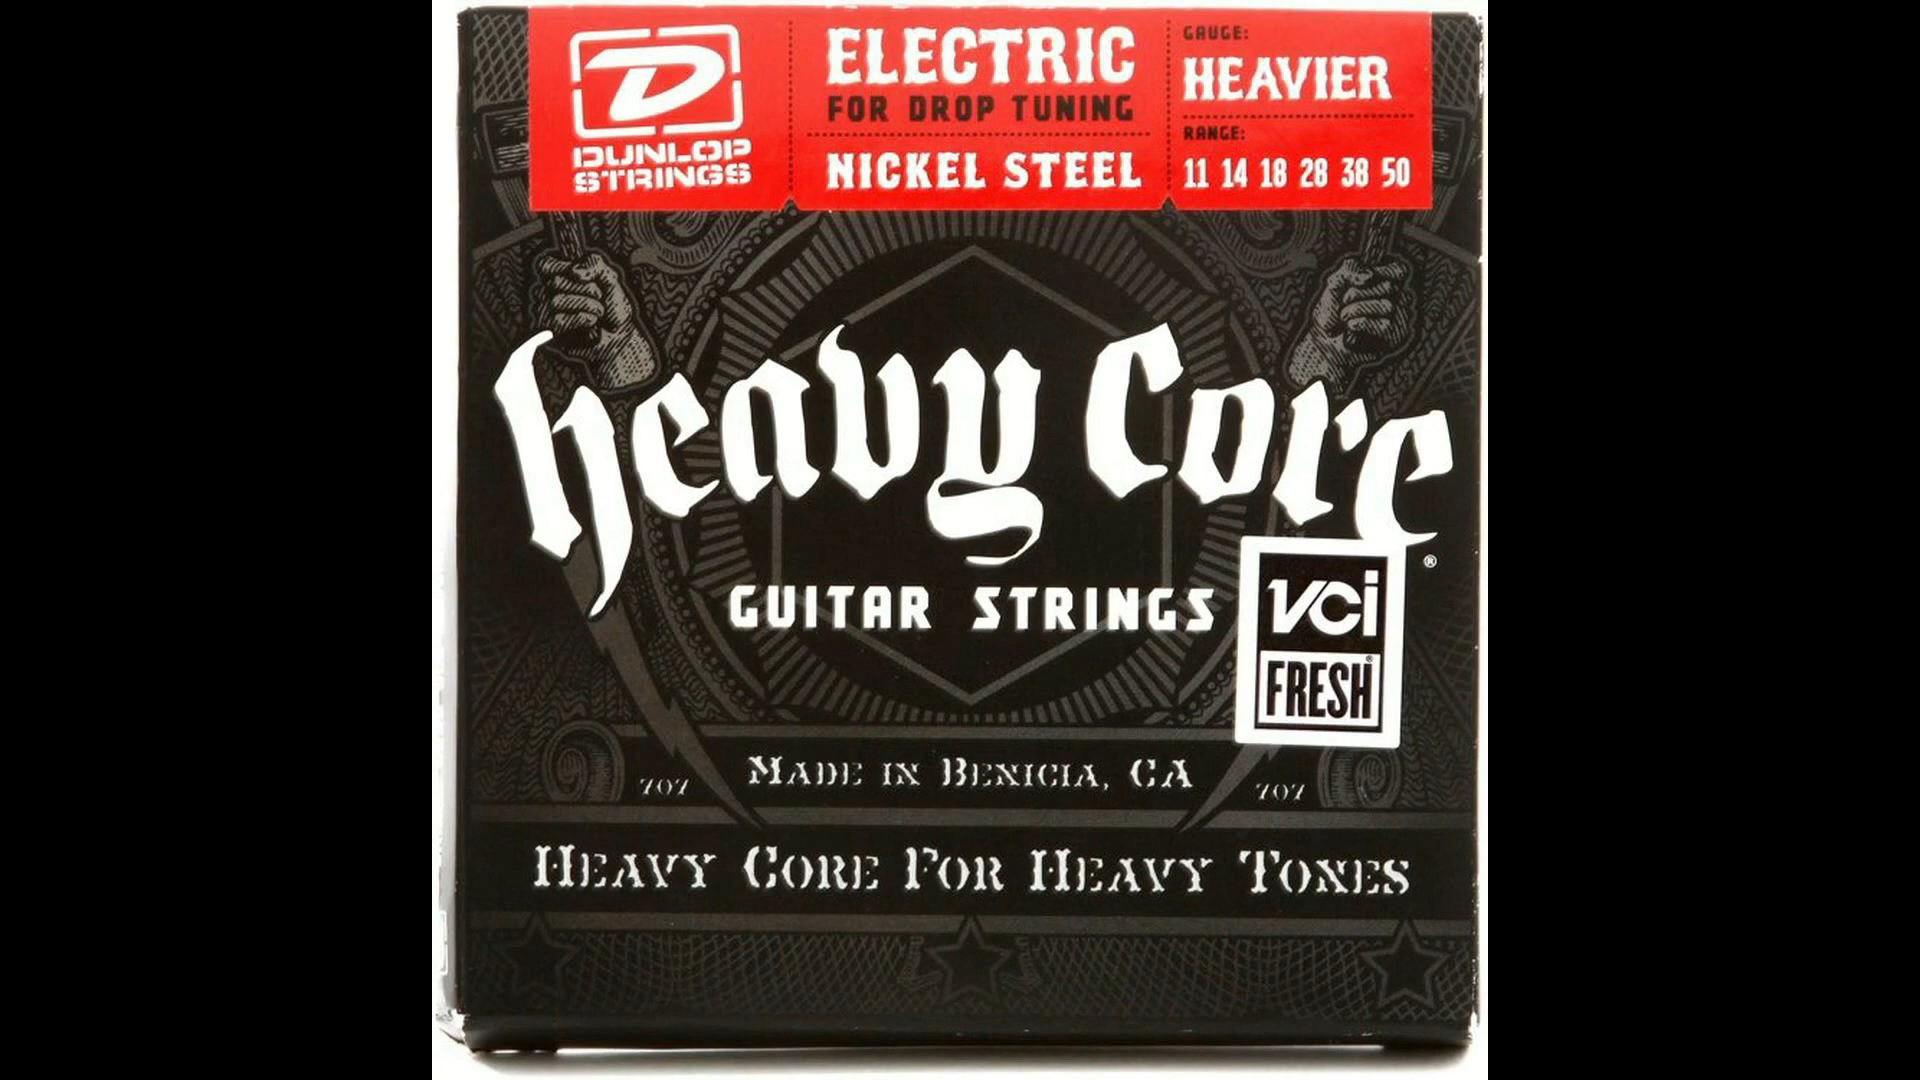 DUNLOP
STRINGS
ELECTRIC
FOR DROP TUNING
NICKEL STEEL
GAUGE:
HEAVIER
RANGE:
11 14 18 28 38 50
Heavy Core
®
GUITAR STRINGS
VCi
FRESH®
707
MADE IN BENICIA, CA
707
HEAVY CORE FOR HEAVY TONES